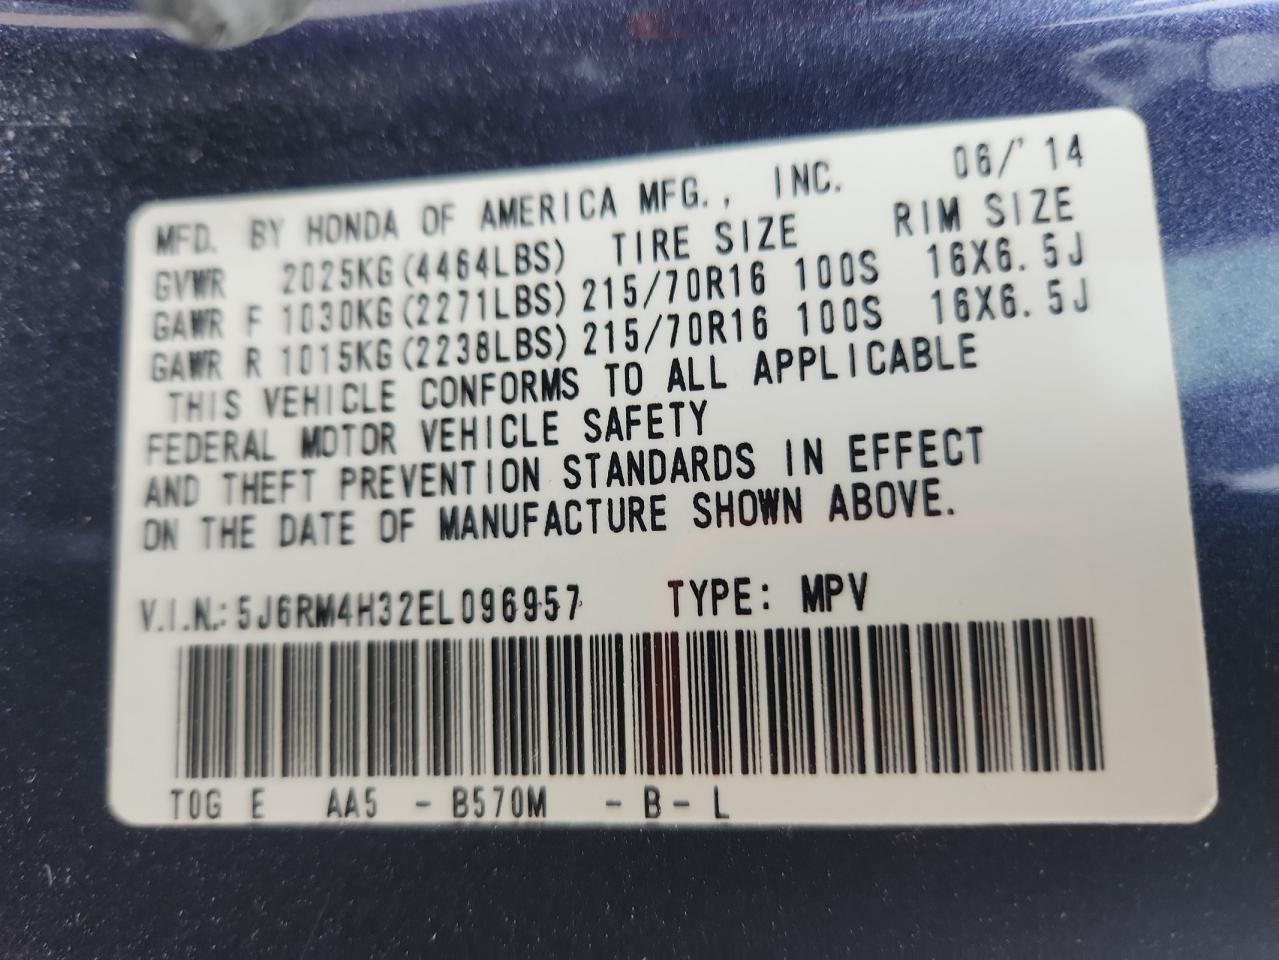 MFD. BY HONDA OF AMERICA MFG., INC. 06/'14
GVWR 2025KG(4464LBS) TIRE SIZE RIM SIZE
GAWR F 1030KG(2271LBS) 215/70R16 100S 16X6.5J
GAWR R 1015KG(2238LBS) 215/70R16 100S 16X6.5J
THIS VEHICLE CONFORMS TO ALL APPLICABLE
FEDERAL MOTOR VEHICLE SAFETY
AND THEFT PREVENTION STANDARDS IN EFFECT
ON THE DATE OF MANUFACTURE SHOWN ABOVE.
V.I.N.: 5J6RM4H32EL096957 TYPE: MPV
T0G E AA5 - B570M - B - L